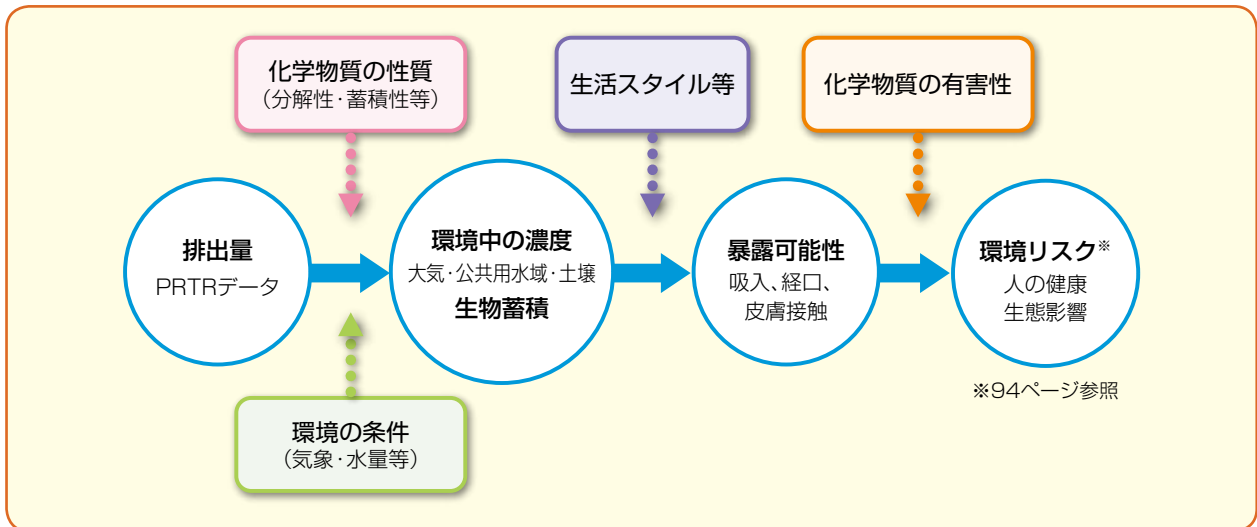 化学物質の性質
（分解性・蓄積性等）
生活スタイル等
化学物質の有害性
排出量
PRTRデータ
環境中の濃度
大気・公共用水域・土壌
生物蓄積
暴露可能性
吸入、経口、
皮膚接触
環境リスク※
人の健康
生態影響
※94ページ参照
環境の条件
（気象・水量等）